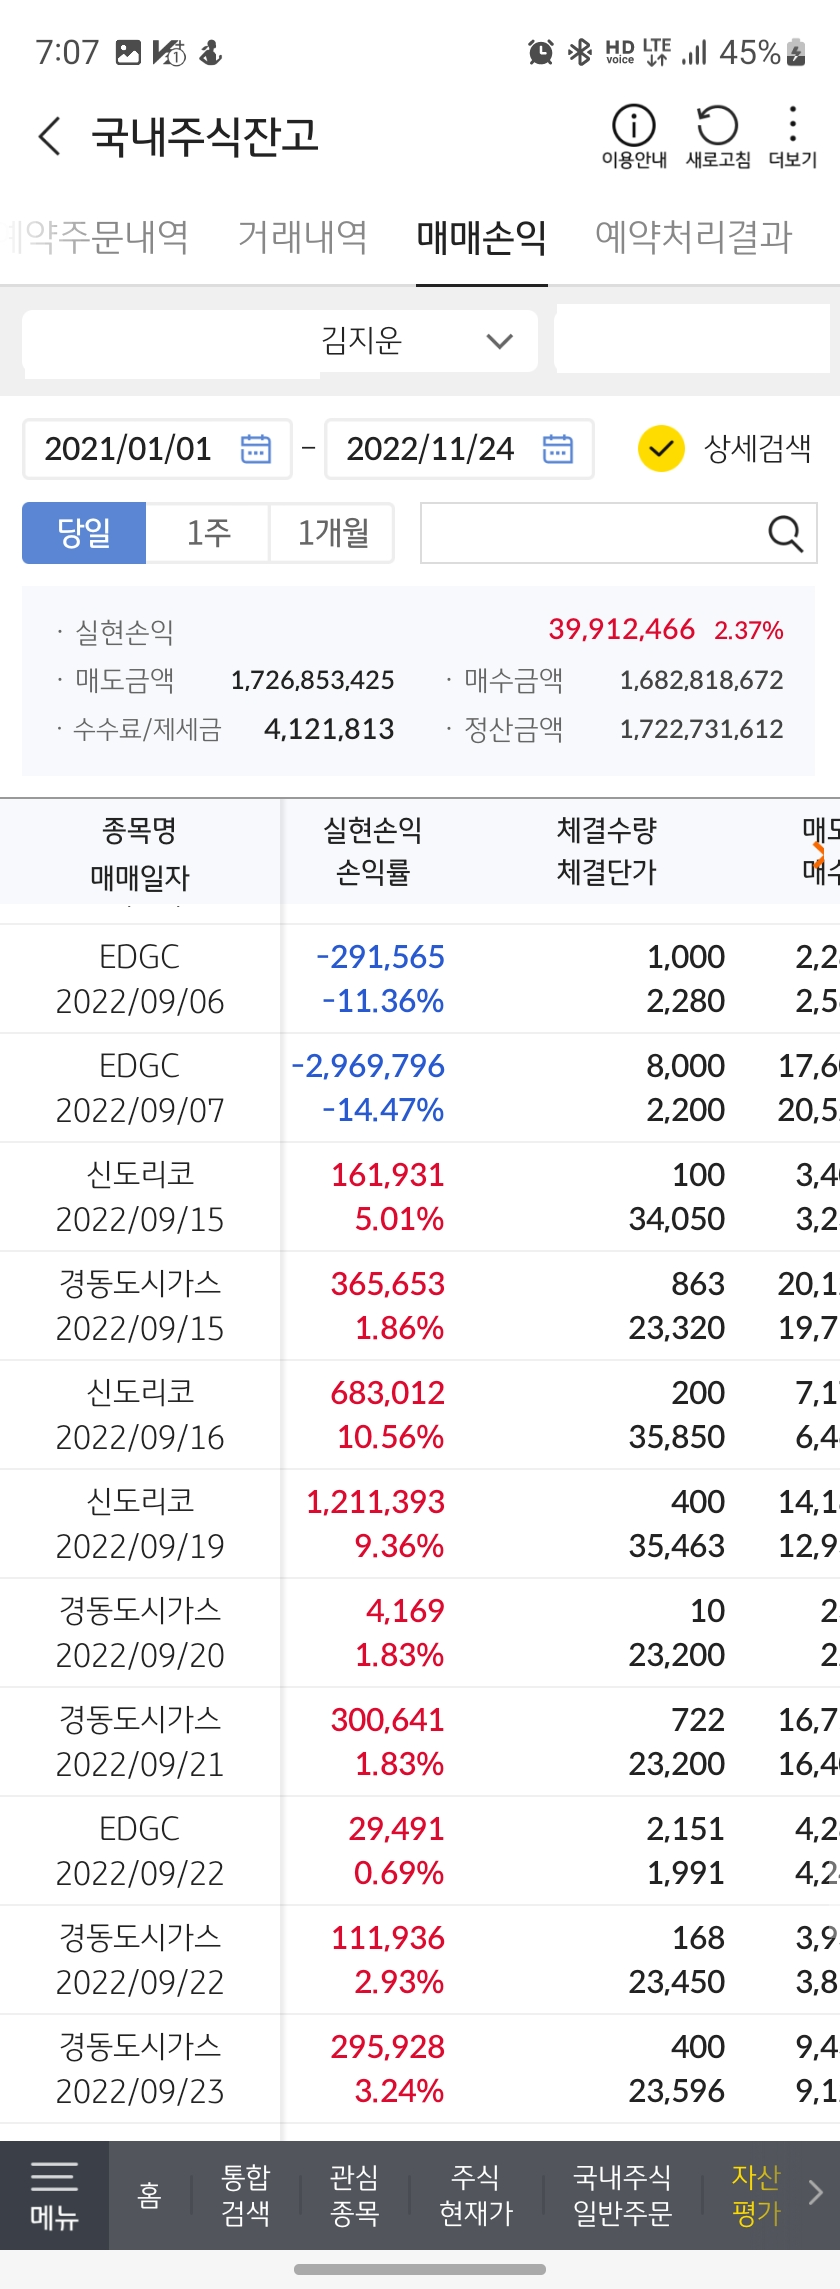 7:07 HD voice LTE 45%
국내주식잔고 이용안내 새로고침 더보기
예약주문내역 거래내역 매매손익 예약처리결과
김지운
2021/01/01 - 2022/11/24 상세검색
당일 1주 1개월
· 실현손익 39,912,466 2.37%
· 매도금액 1,726,853,425 · 매수금액 1,682,818,672
· 수수료/제세금 4,121,813 · 정산금액 1,722,731,612
종목명 실현손익 체결수량
매매일자 손익률 체결단가
EDGC -291,565 1,000 2,2
2022/09/06 -11.36% 2,280 2,5
EDGC -2,969,796 8,000 17,6
2022/09/07 -14.47% 2,200 20,5
신도리코 161,931 100 3,4
2022/09/15 5.01% 34,050 3,2
경동도시가스 365,653 863 20,1
2022/09/15 1.86% 23,320 19,7
신도리코 683,012 200 7,1
2022/09/16 10.56% 35,850 6,4
신도리코 1,211,393 400 14,1
2022/09/19 9.36% 35,463 12,9
경동도시가스 4,169 10 2
2022/09/20 1.83% 23,200 2
경동도시가스 300,641 722 16,7
2022/09/21 1.83% 23,200 16,4
EDGC 29,491 2,151 4,2
2022/09/22 0.69% 1,991 4,2
경동도시가스 111,936 168 3,9
2022/09/22 2.93% 23,450 3,8
경동도시가스 295,928 400 9,4
2022/09/23 3.24% 23,596 9,1
메뉴 홈 통합 검색 관심 종목 주식 현재가 국내주식 일반주문 자산 평가